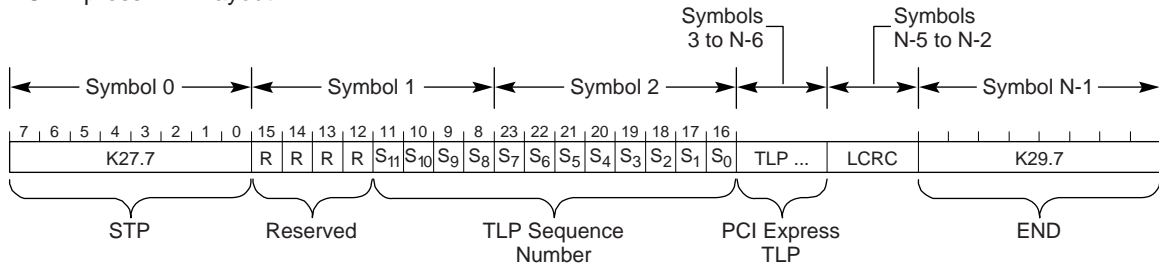 Symbols
3 to N-6
Symbols
N-5 to N-2
Symbol 0
Symbol 1
Symbol 2
Symbol N-1
7 6 5 4 3 2 1 0 15 14 13 12 11 10 9 8 23 22 21 20 19 18 17 16
K27.7 R R R R S11 S10 S9 S8 S7 S6 S5 S4 S3 S2 S1 S0 TLP ... LCRC K29.7
STP
Reserved
TLP Sequence
Number
PCI Express
TLP
END